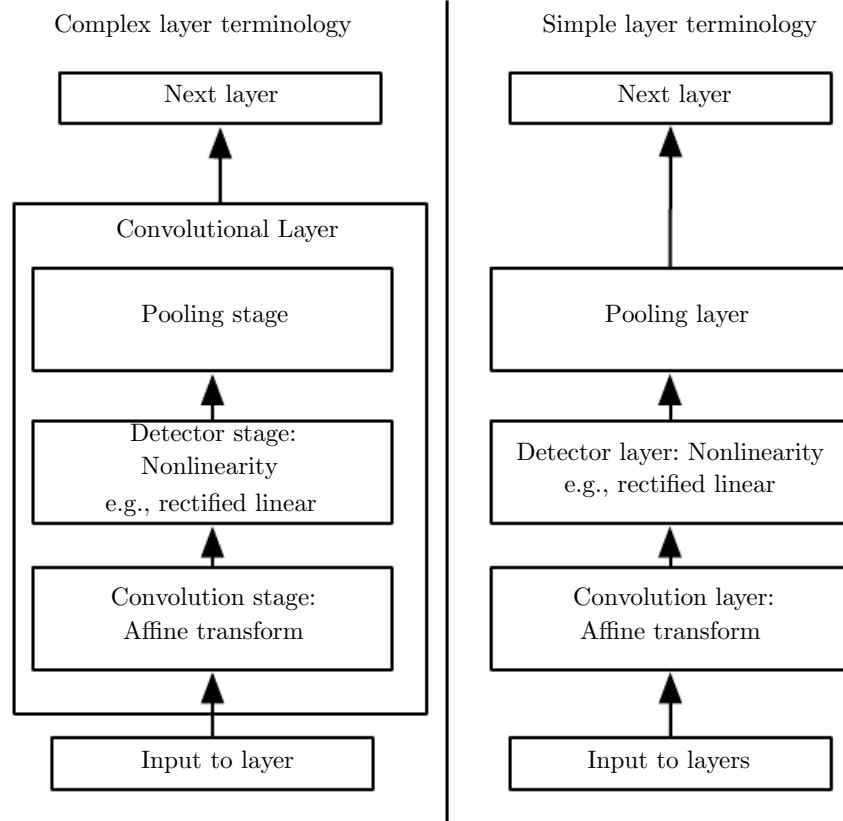 Complex layer terminology
Next layer
Convolutional Layer
Pooling stage
Detector stage:
Nonlinearity
e.g., rectified linear
Convolution stage:
Affine transform
Input to layer
Simple layer terminology
Next layer
Pooling layer
Detector layer: Nonlinearity
e.g., rectified linear
Convolution layer:
Affine transform
Input to layers